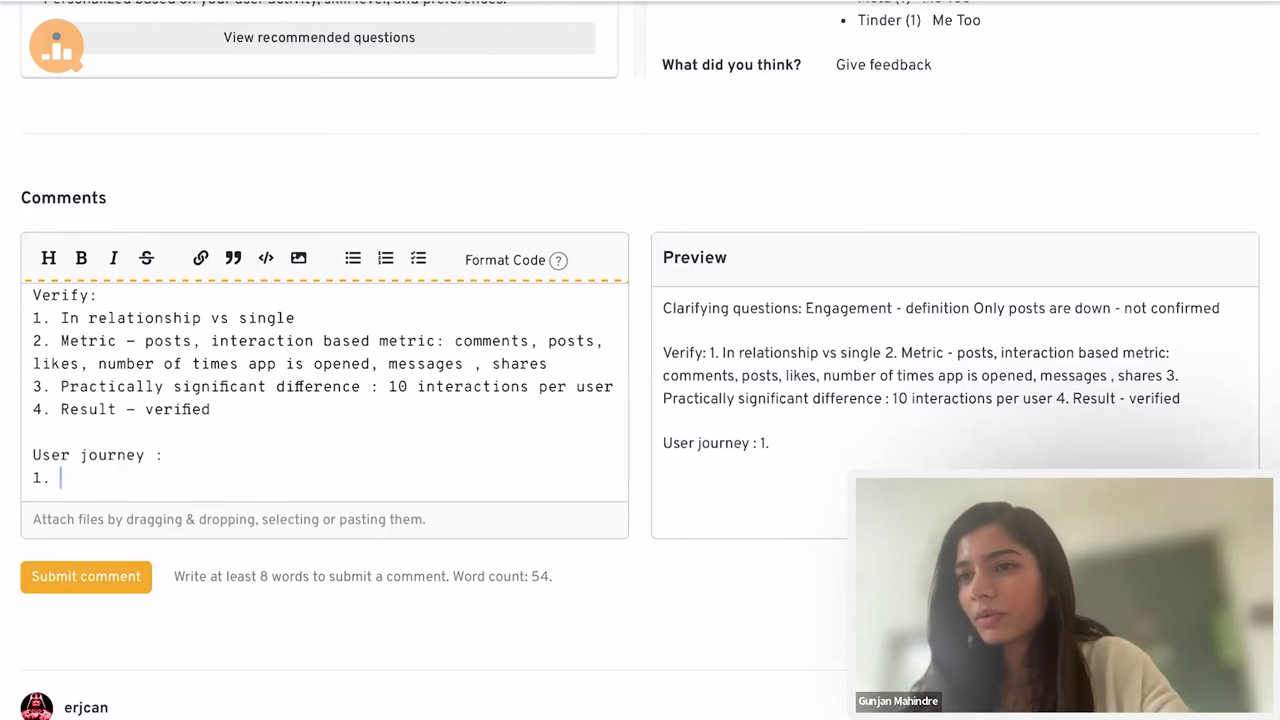 View recommended questions
Tinder (1) Me Too
What did you think? Give feedback
Comments
H B I S Format Code ?
Verify:
1. In relationship vs single
2. Metric - posts, interaction based metric: comments, posts,
likes, number of times app is opened, messages , shares
3. Practically significant difference : 10 interactions per user
4. Result - verified
User journey :
1.
Attach files by dragging & dropping, selecting or pasting them.
Preview
Clarifying questions: Engagement - definition Only posts are down - not confirmed
Verify: 1. In relationship vs single 2. Metric - posts, interaction based metric:
comments, posts, likes, number of times app is opened, messages , shares 3.
Practically significant difference : 10 interactions per user 4. Result - verified
User journey : 1.
Submit comment Write at least 8 words to submit a comment. Word count: 54.
erjcan
Gunjan Mahindre